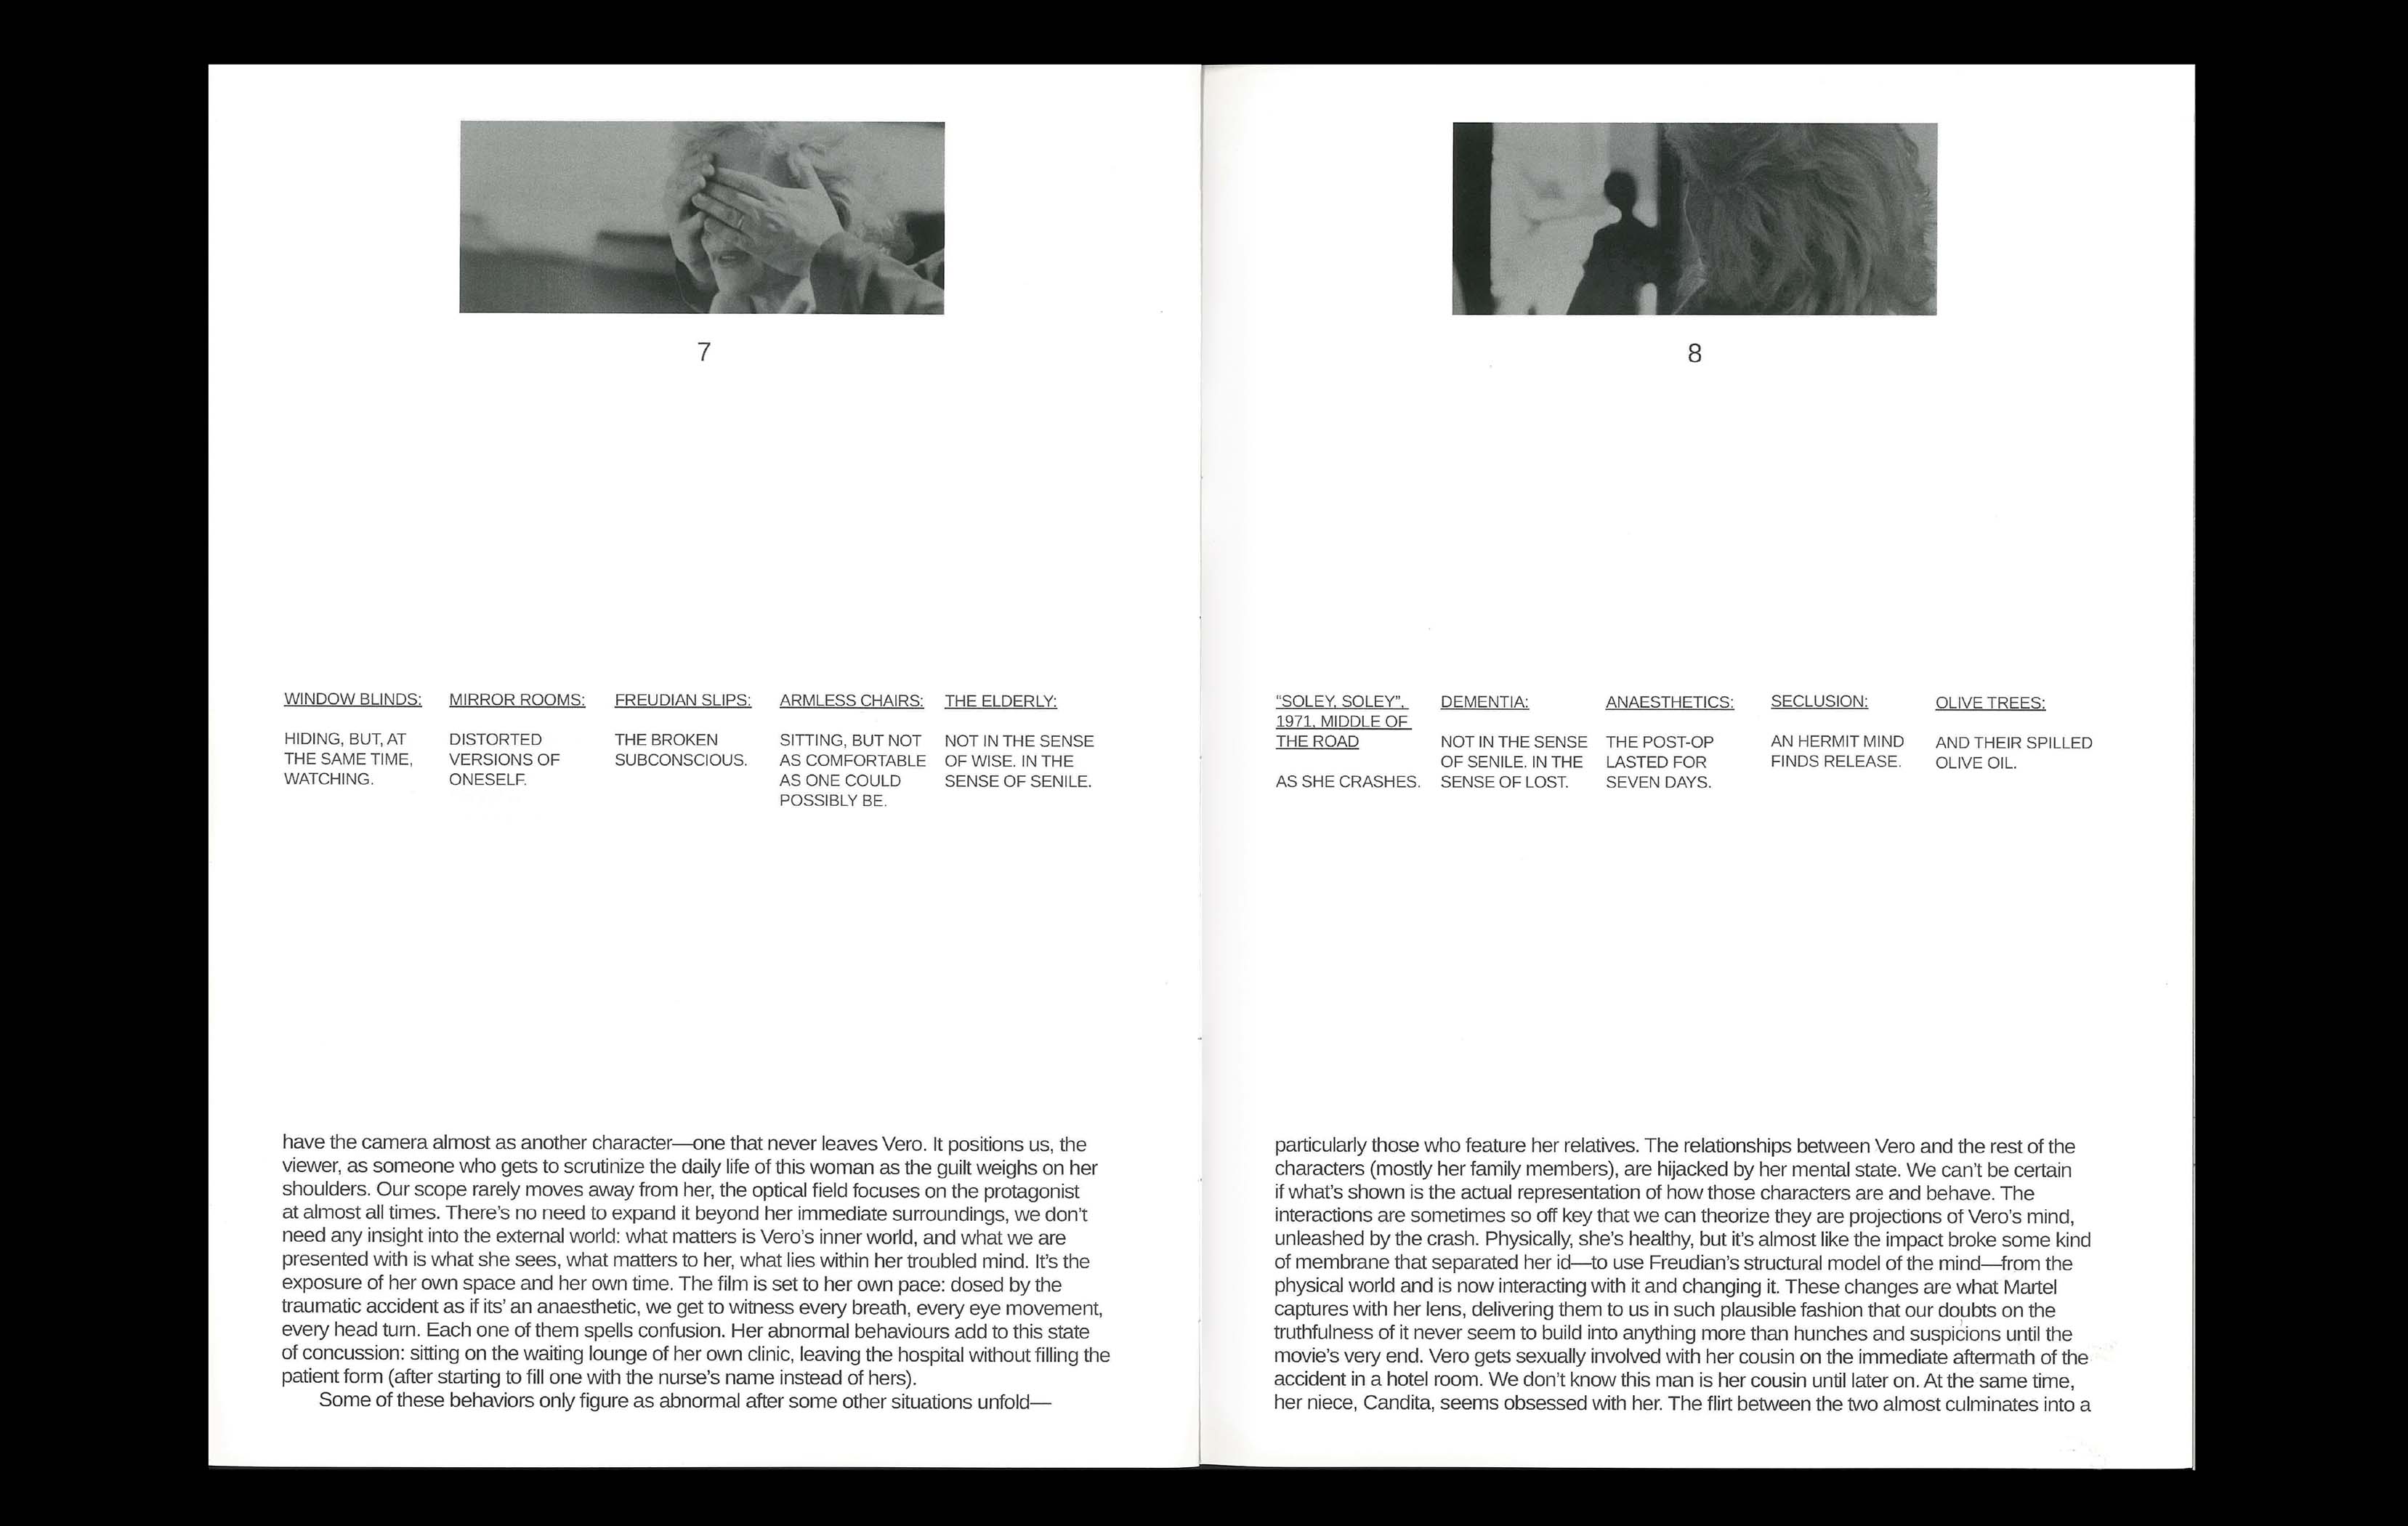 7
WINDOW BLINDS:
HIDING, BUT, AT
THE SAME TIME,
WATCHING.
MIRROR ROOMS:
DISTORTED
VERSIONS OF
ONESELF.
FREUDIAN SLIPS:
THE BROKEN
SUBCONSCIOUS.
ARMLESS CHAIRS:
SITTING, BUT NOT
AS COMFORTABLE
AS ONE COULD
POSSIBLY BE.
THE ELDERLY:
NOT IN THE SENSE
OF WISE. IN THE
SENSE OF SENILE.
have the camera almost as another character—one that never leaves Vero. It positions us, the
viewer, as someone who gets to scrutinize the daily life of this woman as the guilt weighs on her
shoulders. Our scope rarely moves away from her, the optical field focuses on the protagonist
at almost all times. There’s no need to expand it beyond her immediate surroundings, we don’t
need any insight into the external world: what matters is Vero’s inner world, and what we are
presented with is what she sees, what matters to her, what lies within her troubled mind. It’s the
exposure of her own space and her own time. The film is set to her own pace: dosed by the
traumatic accident as if its’ an anaesthetic, we get to witness every breath, every eye movement,
every head turn. Each one of them spells confusion. Her abnormal behaviours add to this state
of concussion: sitting on the waiting lounge of her own clinic, leaving the hospital without filling the
patient form (after starting to fill one with the nurse’s name instead of hers).
Some of these behaviors only figure as abnormal after some other situations unfold—
8
“SOLEY, SOLEY”,
1971, MIDDLE OF
THE ROAD
AS SHE CRASHES.
DEMENTIA:
NOT IN THE SENSE
OF SENILE. IN THE
SENSE OF LOST.
ANAESTHETICS:
THE POST-OP
LASTED FOR
SEVEN DAYS.
SECLUSION:
AN HERMIT MIND
FINDS RELEASE.
OLIVE TREES:
AND THEIR SPILLED
OLIVE OIL.
particularly those who feature her relatives. The relationships between Vero and the rest of the
characters (mostly her family members), are hijacked by her mental state. We can’t be certain
if what’s shown is the actual representation of how those characters are and behave. The
interactions are sometimes so off key that we can theorize they are projections of Vero’s mind,
unleashed by the crash. Physically, she’s healthy, but it’s almost like the impact broke some kind
of membrane that separated her id—to use Freudian’s structural model of the mind—from the
physical world and is now interacting with it and changing it. These changes are what Martel
captures with her lens, delivering them to us in such plausible fashion that our doubts on the
truthfulness of it never seem to build into anything more than hunches and suspicions until the
movie’s very end. Vero gets sexually involved with her cousin on the immediate aftermath of the
accident in a hotel room. We don’t know this man is her cousin until later on. At the same time,
her niece, Candita, seems obsessed with her. The flirt between the two almost culminates into a